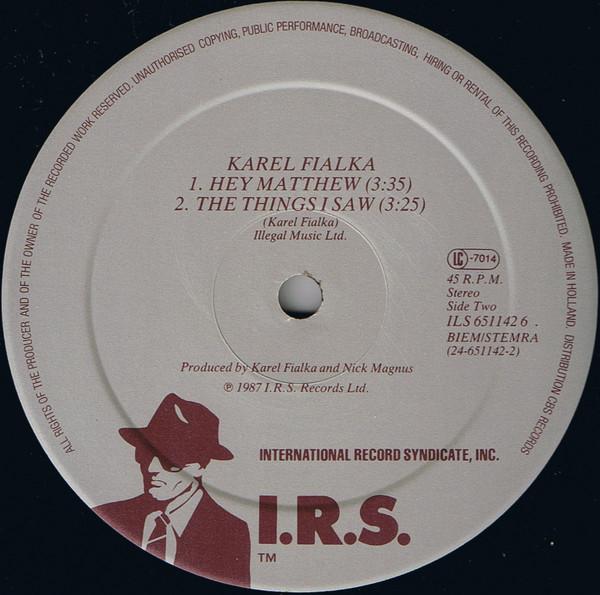 ALL RIGHTS OF THE PRODUCER AND OF THE OWNER OF THE RECORDED WORK RESERVED. UNAUTHORISED COPYING, PUBLIC PERFORMANCE, BROADCASTING, HIRING OR RENTAL OF THIS RECORDING PROHIBITED. MADE IN HOLLAND. DISTRIBUTION CBS RECORDS
KAREL FIALKA
1. HEY MATTHEW (3:35)
2. THE THINGS I SAW (3:25)
(Karel Fialka)
Illegal Music Ltd.
LC -7014
45 R.P.M.
Stereo
Side Two
ILS 651142 6 .
BIEM/STEMRA
(24-651142-2)
Produced by Karel Fialka and Nick Magnus
℗ 1987 I.R.S. Records Ltd.
INTERNATIONAL RECORD SYNDICATE, INC.
I.R.S.
TM